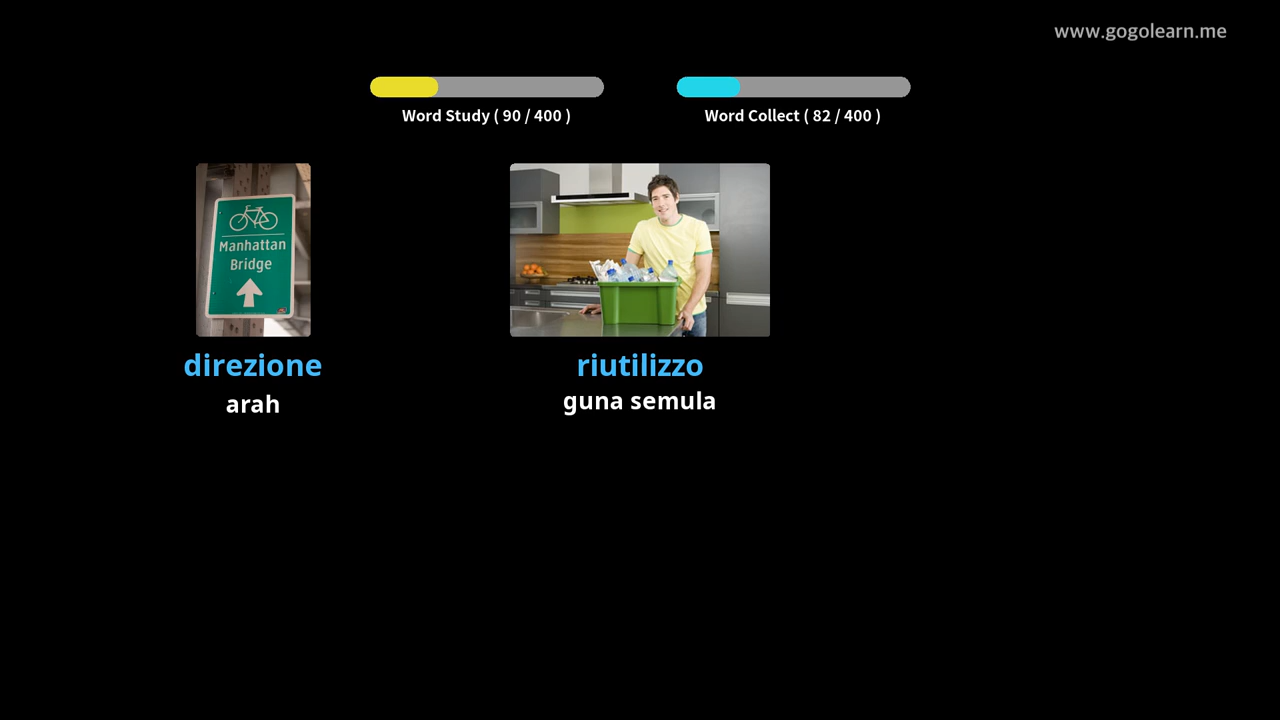 www.gogolearn.me
Word Study ( 90 / 400 )
Word Collect ( 82 / 400 )
Manhattan
Bridge
direzione
arah
riutilizzo
guna semula